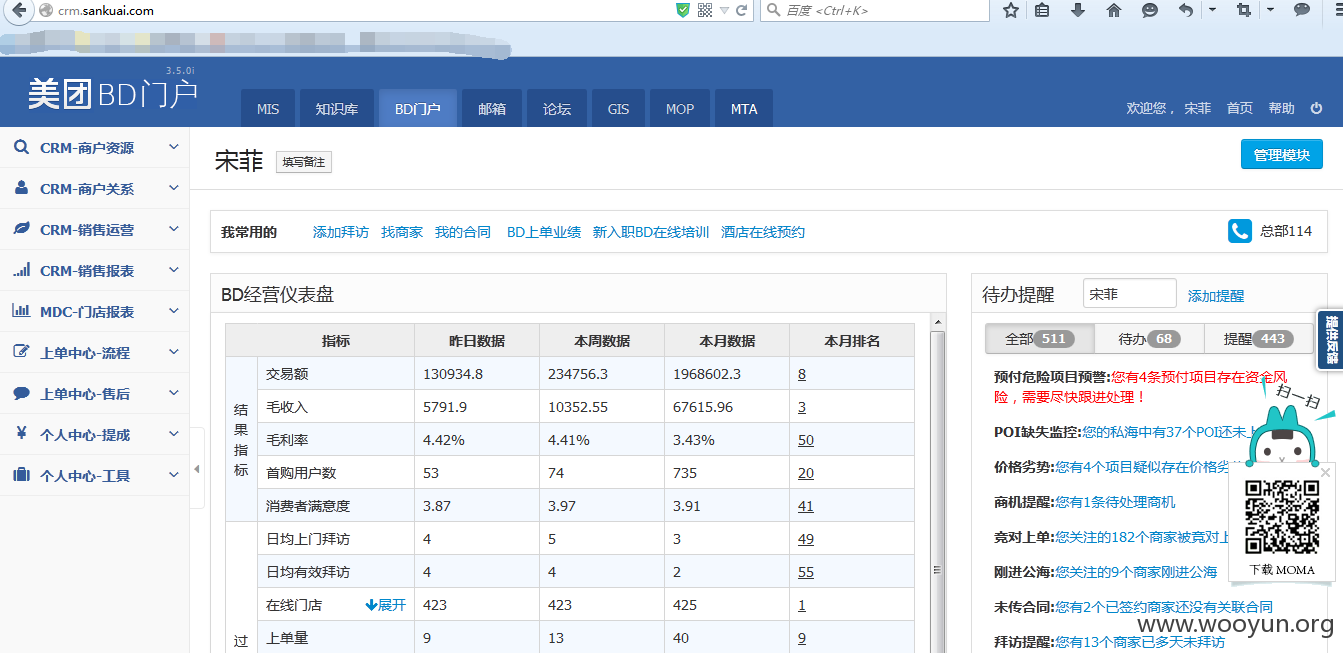 crm.sankuai.com
百度 <Ctrl+K>
美团 BD门户 3.5.0i
MIS 知识库 BD门户 邮箱 论坛 GIS MOP MTA
欢迎您， 宋菲 首页 帮助
CRM-商户资源
CRM-商户关系
CRM-销售运营
CRM-销售报表
MDC-门店报表
上单中心-流程
上单中心-售后
个人中心-提成
个人中心-工具
宋菲 填写备注
管理模块
我常用的 添加拜访 找商家 我的合同 BD上单业绩 新入职BD在线培训 酒店在线预约
总部114
BD经营仪表盘
指标 昨日数据 本周数据 本月数据 本月排名
结果指标
交易额 130934.8 234756.3 1968602.3 8
毛收入 5791.9 10352.55 67615.96 3
毛利率 4.42% 4.41% 3.43% 50
首购用户数 53 74 735 20
消费者满意度 3.87 3.97 3.91 41
过
日均上门拜访 4 5 3 49
日均有效拜访 4 4 2 55
在线门店 展开 423 423 425 1
上单量 9 13 40 9
待办提醒 宋菲 添加提醒
全部 511 待办 68 提醒 443
预付危险项目预警:您有4条预付项目存在资金风
险，需要尽快跟进处理！
POI缺失监控:您的私海中有37个POI还未上
价格劣势:您有4个项目疑似存在价格劣
商机提醒:您有1条待处理商机
竞对上单:您关注的182个商家被竞对上
刚进公海:您关注的9个商家刚进公海
未传合同:您有2个已签约商家还没有关联合同
拜访提醒:您有13个商家已多天未拜访
扫一扫
下载 MOMA
www.wooyun.org